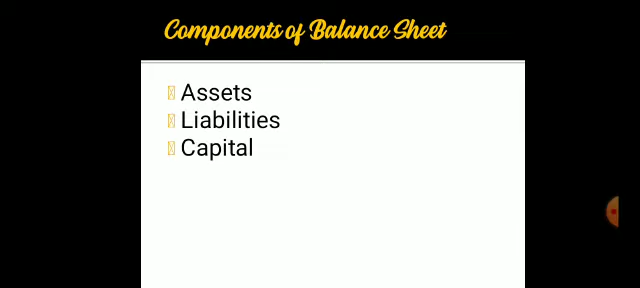 Components of Balance Sheet
Assets
Liabilities
Capital